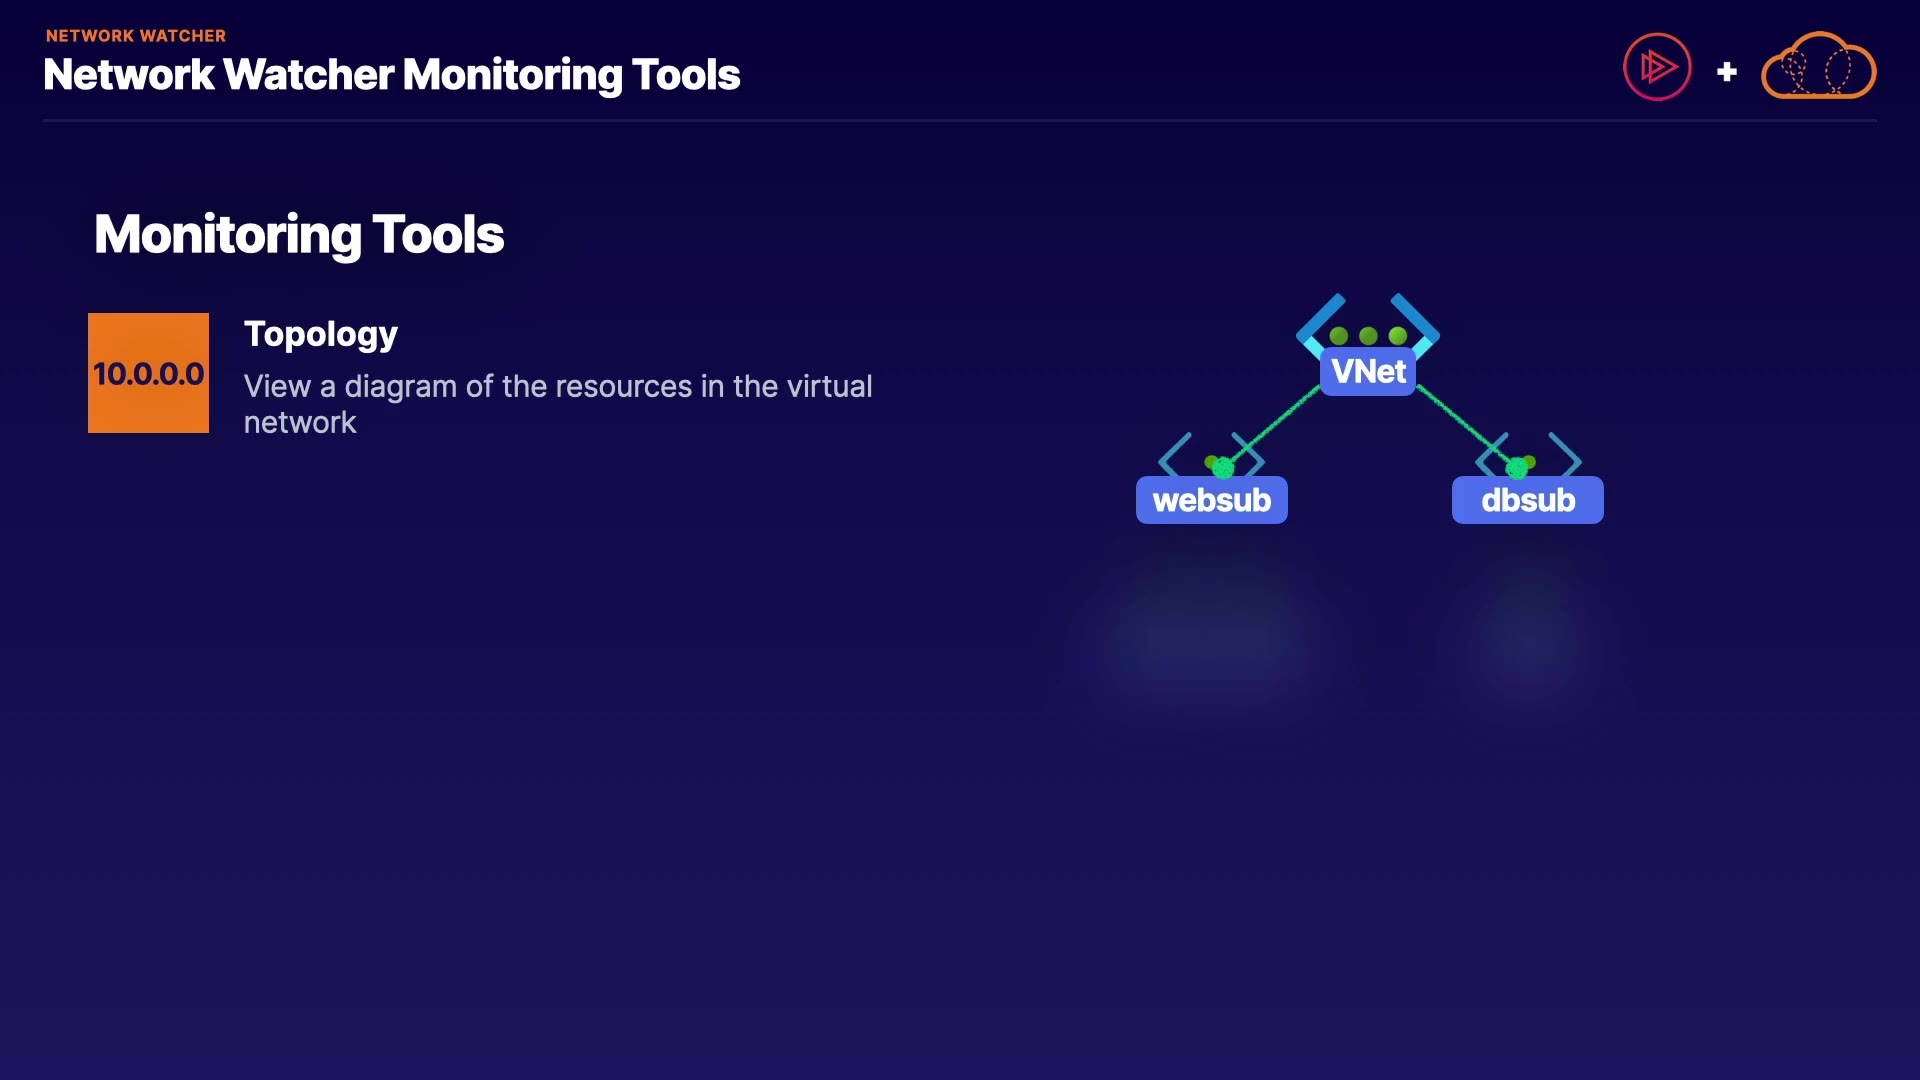 NETWORK WATCHER
Network Watcher Monitoring Tools
Monitoring Tools
10.0.0.0
Topology
View a diagram of the resources in the virtual
network
VNet
websub
dbsub